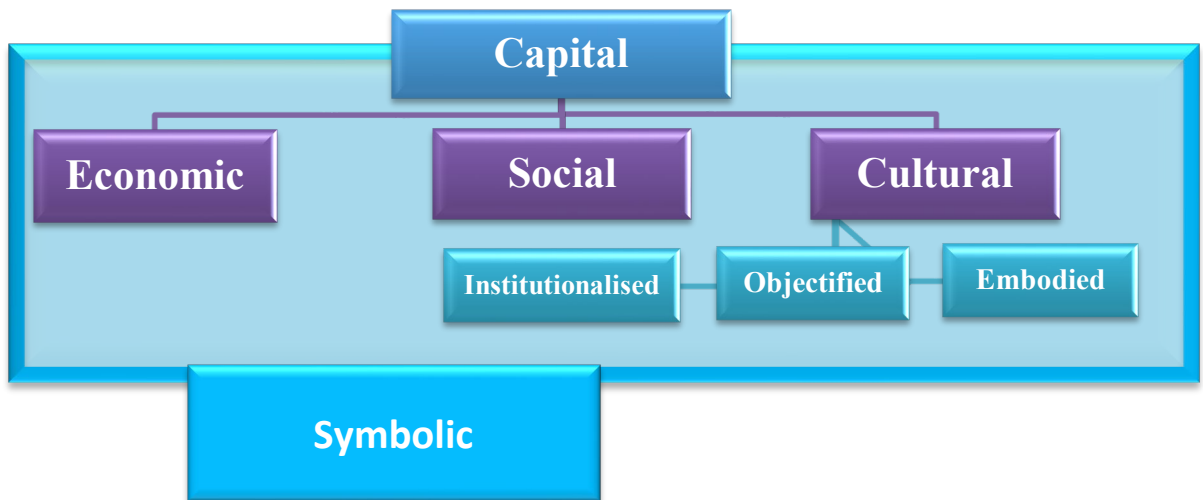 Capital
Economic
Social
Cultural
Institutionalised
Objectified
Embodied
Symbolic